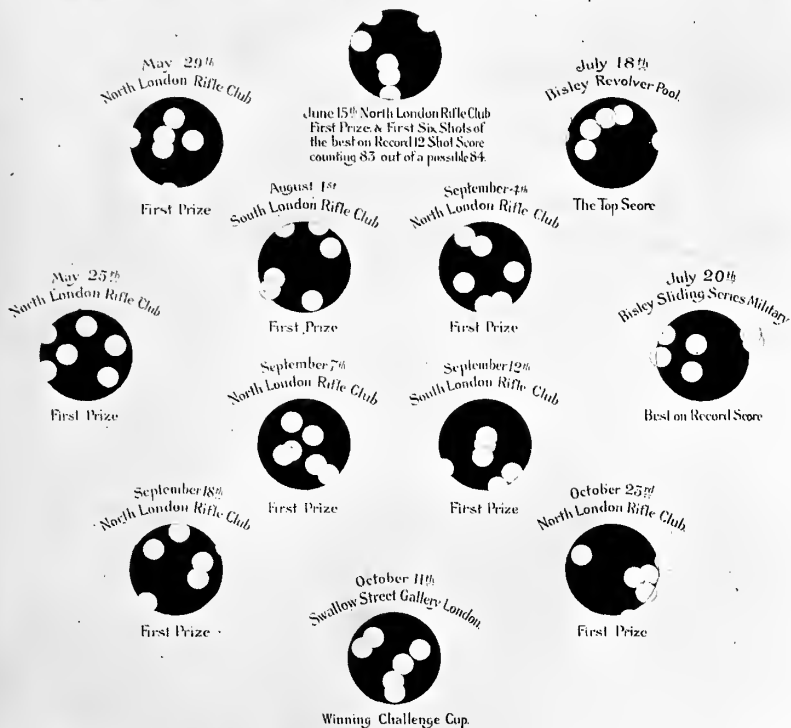 June 15th North London Rifle Club
First Prize, & First Six Shots of
the best on Record 12 Shot Score
counting 83 out of a possible 84.
May 29th
North London Rifle Club
First Prize
July 18th
Bisley Revolver Pool.
The Top Score
August 1st
South London Rifle Club
First Prize
September 4th
North London Rifle Club
First Prize
May 25th
North London Rifle Club
First Prize
July 20th
Bisley Sliding Series Military
Best on Record Score
September 7th
North London Rifle Club
First Prize
September 12th
South London Rifle Club
First Prize
September 18th
North London Rifle Club
First Prize
October 23rd
North London Rifle Club.
First Prize
October 11th
Swallow Street Gallery London.
Winning Challenge Cup.